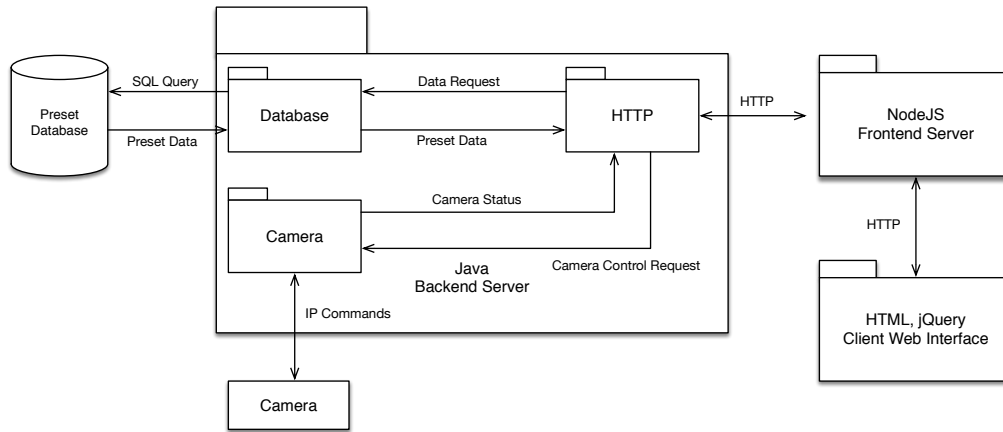 SQL Query
Preset
Database
Preset Data
Database
Data Request
Preset Data
HTTP
HTTP
NodeJS
Frontend Server
Camera Status
Camera
Camera Control Request
Java
Backend Server
HTTP
IP Commands
HTML, jQuery
Client Web Interface
Camera